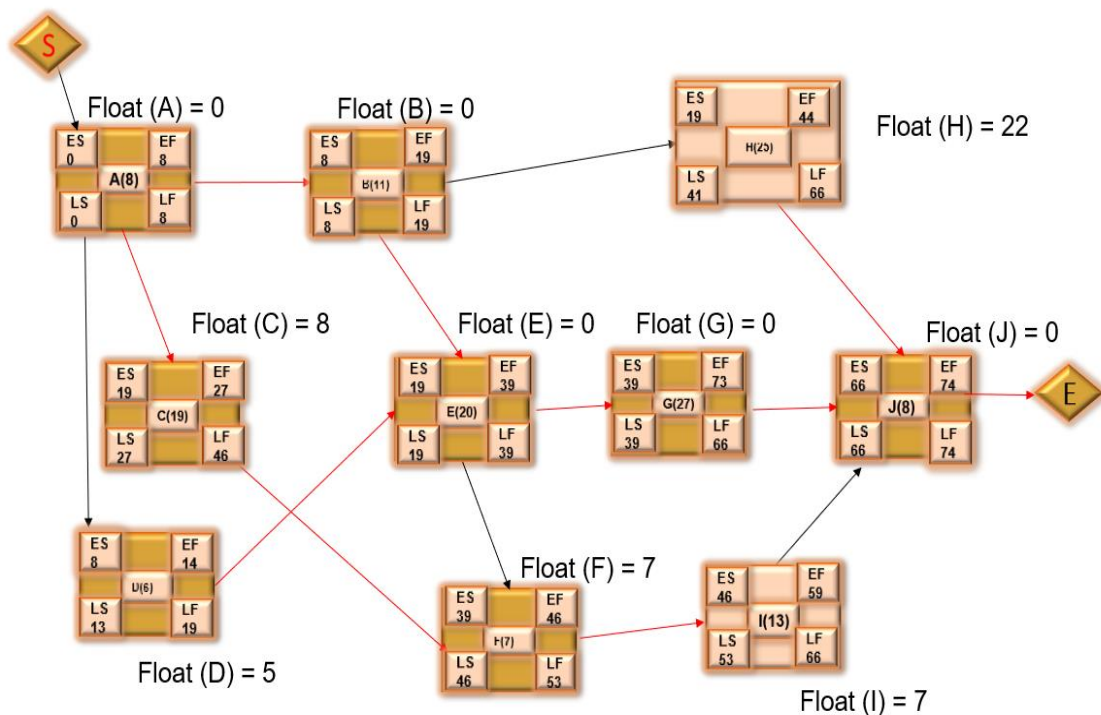 S
Float (A) = 0
Float (B) = 0
Float (H) = 22
ES 0
EF 8
A(8)
LS 0
LF 8
ES 8
EF 19
B(11)
LS 8
LF 19
ES 19
EF 44
H(25)
LS 41
LF 66
Float (C) = 8
Float (E) = 0
Float (G) = 0
Float (J) = 0
ES 19
EF 27
C(19)
LS 27
LF 46
ES 19
EF 39
E(20)
LS 19
LF 39
ES 39
EF 73
G(27)
LS 39
LF 66
ES 66
EF 74
J(8)
LS 66
LF 74
E
ES 8
EF 14
D(6)
LS 13
LF 19
Float (D) = 5
Float (F) = 7
ES 39
EF 46
F(7)
LS 46
LF 53
ES 46
EF 59
I(13)
LS 53
LF 66
Float (I) = 7